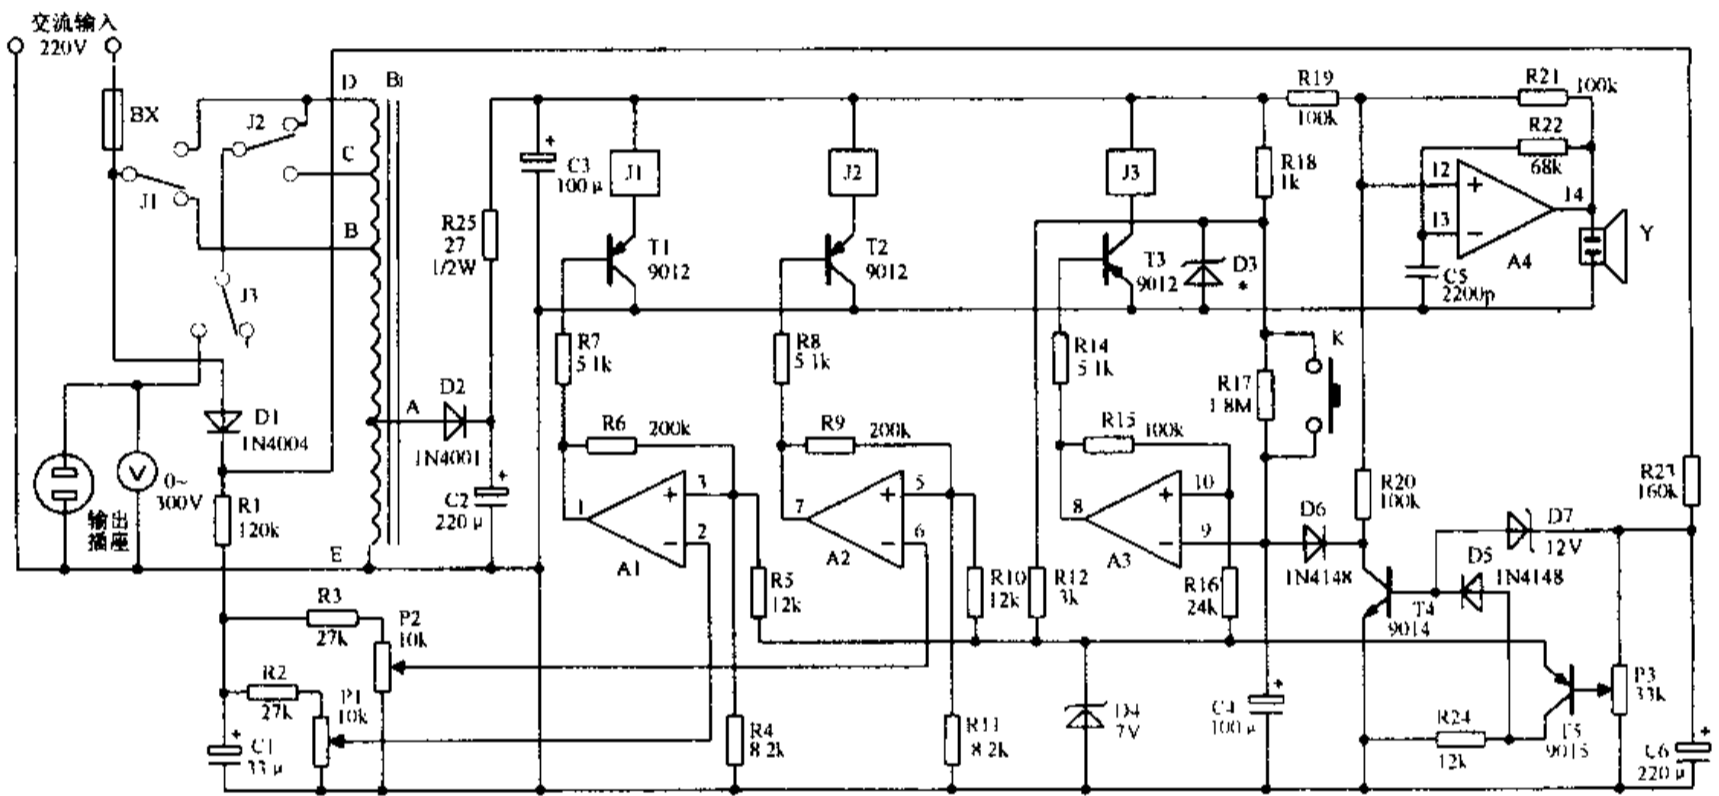 交流输入
220V
BX
J1
J2
J3
D
B1
C
B
A
E
D1
1N4004
R1
120k
0~
300V
输出
插座
R3
27k
P2
10k
R2
27k
P1
10k
C1
33μ
D2
1N4001
R25
27
1/2W
C2
220μ
C3
100μ
J1
T1
9012
R7
5.1k
R6
200k
1
3
2
A1
R5
12k
R4
8.2k
J2
T2
9012
R8
5.1k
R9
200k
7
5
6
A2
R10
12k
R11
8.2k
J3
T3
9012
R14
5.1k
R15
100k
8
10
9
A3
R12
3k
R16
24k
D4
7V
D3
*
R18
1k
R19
100k
R17
1.8M
K
C4
100μ
D6
1N4148
R20
100k
R21
100k
R22
68k
12
13
14
A4
C5
2200p
Y
R23
160k
D7
12V
D5
1N4148
T4
9014
T5
9015
P3
33k
R24
12k
C6
220μ